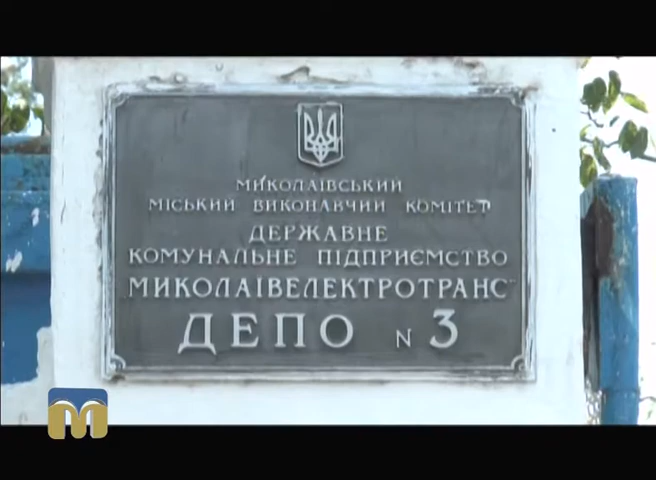 МИКОЛАЇВСЬКИЙ
МІСЬКИЙ ВИКОНАВЧИЙ КОМІТЕТ
ДЕРЖАВНЕ
КОМУНАЛЬНЕ ПІДПРИЄМСТВО
МИКОЛАЇВЕЛЕКТРОТРАНС
ДЕПО N 3